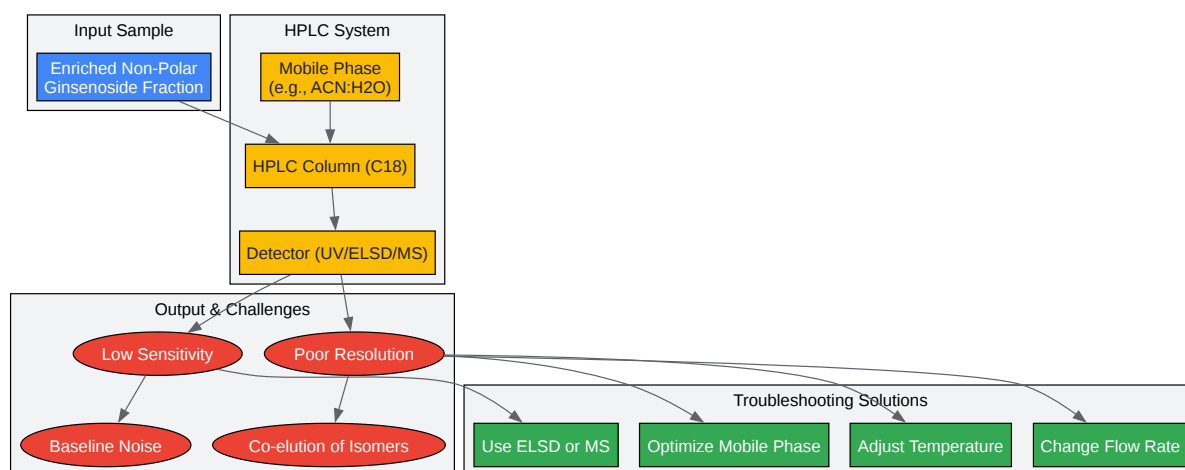 Input Sample
HPLC System
Enriched Non-Polar
Ginsenoside Fraction
Mobile Phase
(e.g., ACN:H2O)
HPLC Column (C18)
Detector (UV/ELSD/MS)
Output & Challenges
Low Sensitivity
Poor Resolution
Troubleshooting Solutions
Baseline Noise
Co-elution of Isomers
Use ELSD or MS
Optimize Mobile Phase
Adjust Temperature
Change Flow Rate